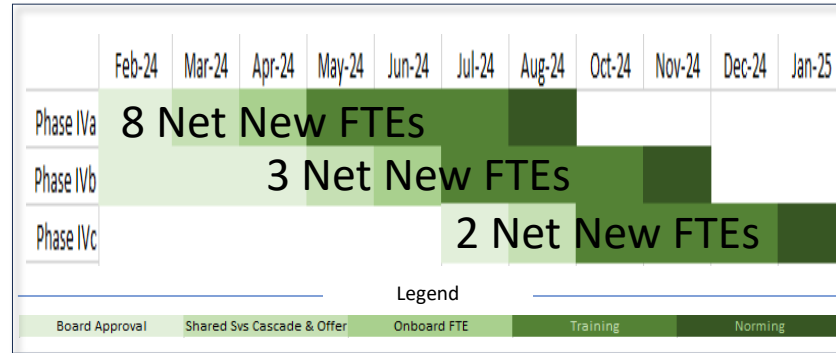 Feb-24 Mar-24 Apr-24 May-24 Jun-24 Jul-24 Aug-24 Oct-24 Nov-24 Dec-24 Jan-25
Phase IVa 8 Net New FTEs
Phase IVb 3 Net New FTEs
Phase IVc 2 Net New FTEs
Legend
Board Approval Shared Svs Cascade & Offer Onboard FTE Training Norming